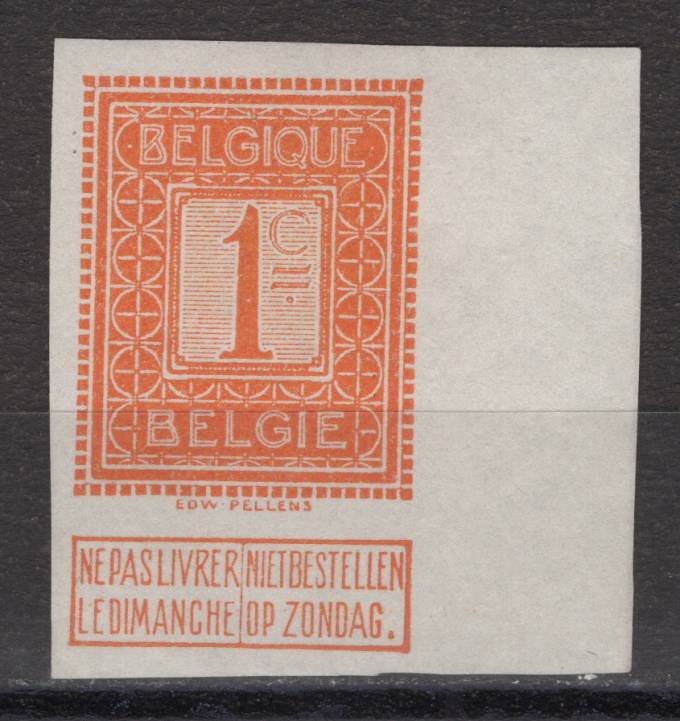 BELGIQUE
1 C M.
BELGIE
EDW·PELLENS
NE PAS LIVRER
LE DIMANCHE
NIET BESTELLEN
OP ZONDAG.